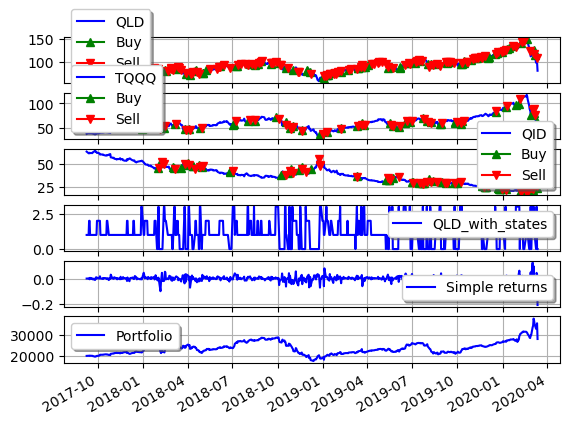 QLD
Buy
Sell
150
100
TQQQ
Buy
Sell
100
50
QID
Buy
Sell
50
25
QLD_with_states
2.5
0.0
Simple returns
0.0
−0.2
Portfolio
30000
20000
2017-10
2018-01
2018-04
2018-07
2018-10
2019-01
2019-04
2019-07
2019-10
2020-01
2020-04